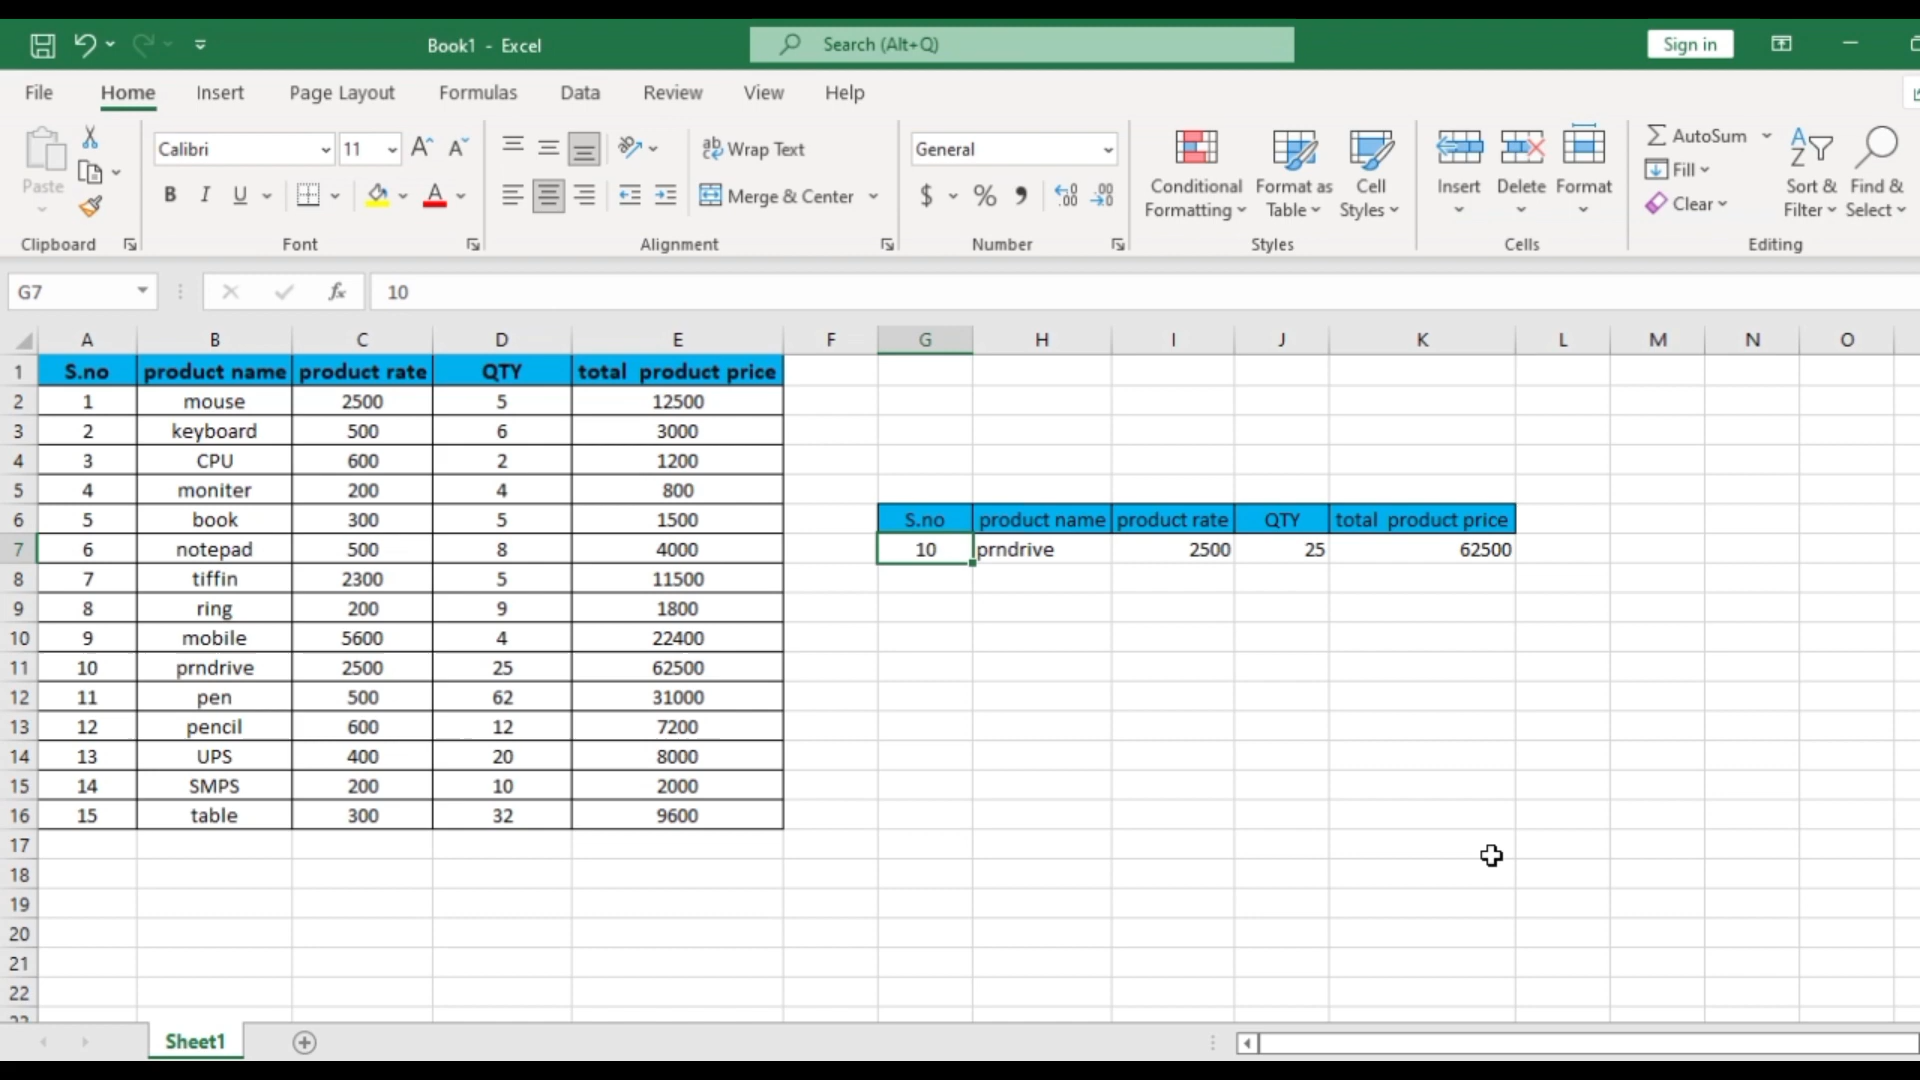 Book1 - Excel
Search (Alt+Q)
Sign in
File Home Insert Page Layout Formulas Data Review View Help
Calibri 11 Wrap Text General AutoSum
Paste Conditional Format as Cell Insert Delete Format Fill Sort & Find &
B I U Merge & Center $ % Formatting Table Styles Clear Filter Select
Clipboard Font Alignment Number Styles Cells Editing
G7 fx 10
A B C D E F G H I J K L M N O
1 S.no product name product rate QTY total product price
2 1 mouse 2500 5 12500
3 2 keyboard 500 6 3000
4 3 CPU 600 2 1200
5 4 moniter 200 4 800
6 5 book 300 5 1500 S.no product name product rate QTY total product price
7 6 notepad 500 8 4000 10 prndrive 2500 25 62500
8 7 tiffin 2300 5 11500
9 8 ring 200 9 1800
10 9 mobile 5600 4 22400
11 10 prndrive 2500 25 62500
12 11 pen 500 62 31000
13 12 pencil 600 12 7200
14 13 UPS 400 20 8000
15 14 SMPS 200 10 2000
16 15 table 300 32 9600
17
18
19
20
21
22
Sheet1